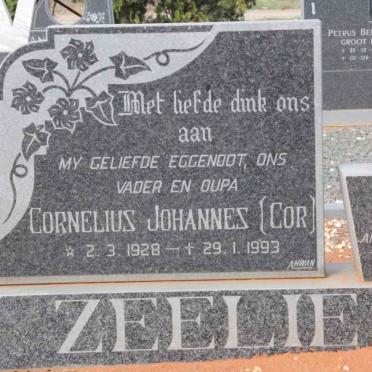 Met liefde dink ons
aan
MY GELIEFDE EGGENOOT, ONS
VADER EN OUPA
CORNELIUS JOHANNES (COR)
☆ 2. 3. 1928 — ✝ 29. 1. 1993
AHWAN
ZEELIE
PETRUS
GROOT